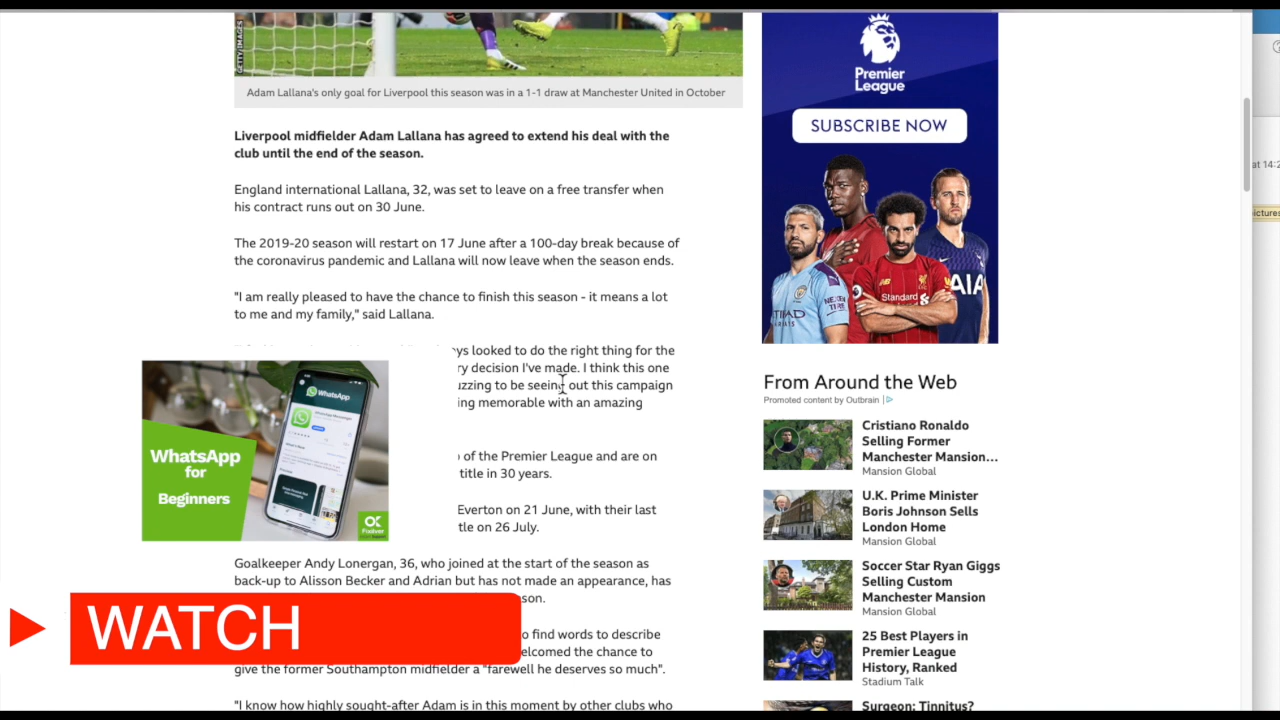 GETTY IMAGES
Adam Lallana's only goal for Liverpool this season was in a 1-1 draw at Manchester United in October
Liverpool midfielder Adam Lallana has agreed to extend his deal with the
club until the end of the season.
England international Lallana, 32, was set to leave on a free transfer when
his contract runs out on 30 June.
The 2019-20 season will restart on 17 June after a 100-day break because of
the coronavirus pandemic and Lallana will now leave when the season ends.
"I am really pleased to have the chance to finish this season - it means a lot
to me and my family," said Lallana.
looked to do the right thing for the
decision I've made. I think this one
to be seeing out this campaign
memorable with an amazing
of the Premier League and are on
title in 30 years.
Everton on 21 June, with their last
on 26 July.
Goalkeeper Andy Lonergan, 36, who joined at the start of the season as
back-up to Alisson Becker and Adrian but has not made an appearance, has
find words to describe
the chance to
give the former Southampton midfielder a "farewell he deserves so much".
"I know how highly sought-after Adam is in this moment by other clubs who
WhatsApp
WhatsApp
for
Beginners
OK
Fixdiver
WATCH
Premier
League
SUBSCRIBE NOW
ETIHAD
Standard
AIA
From Around the Web
Promoted content by Outbrain
Cristiano Ronaldo
Selling Former
Manchester Mansion...
Mansion Global
U.K. Prime Minister
Boris Johnson Sells
London Home
Mansion Global
Soccer Star Ryan Giggs
Selling Custom
Manchester Mansion
Mansion Global
25 Best Players in
Premier League
History, Ranked
Stadium Talk
Surgeon: Tinnitus?
at 14:2